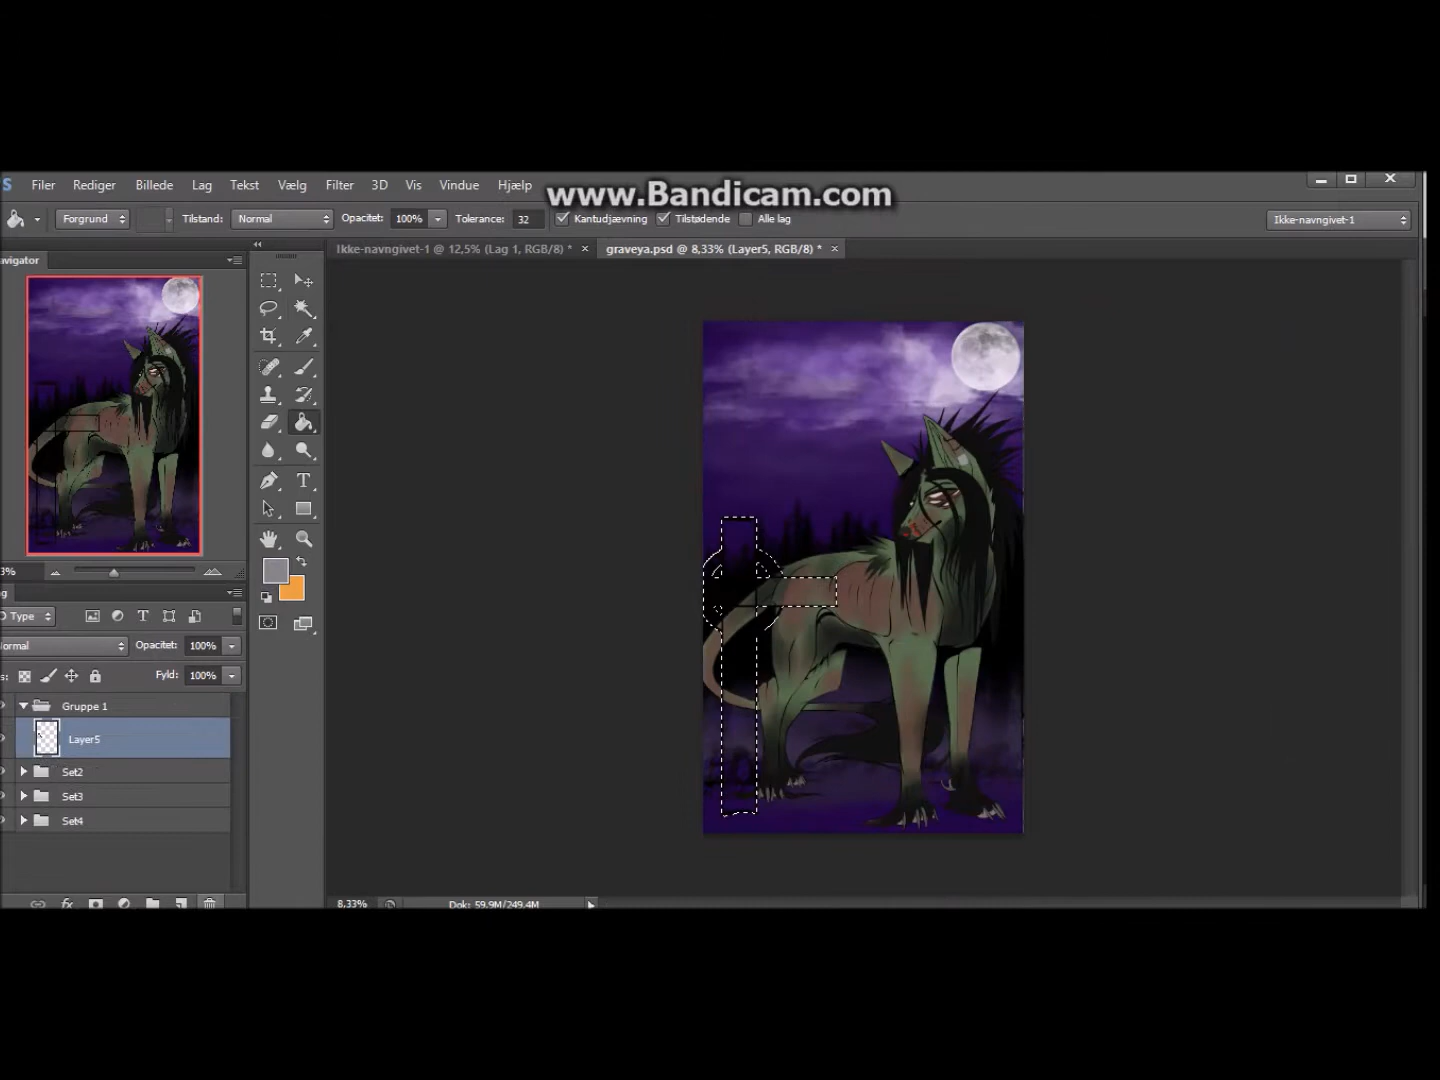 www.Bandicam.com
Filer Rediger Billede Lag Tekst Vælg Filter 3D Vis Vindue Hjælp
Forgrund Tilstand: Normal Opacitet: 100% Tolerance: 32 Kantudjævning Tilstødende Alle lag Ikke-navngivet-1
avigator
Ikke-navngivet-1 @ 12,5% (Lag 1, RGB/8) * × graveya.psd @ 8,33% (Layer5, RGB/8) * ×
3%
Type
ormal Opacitet: 100%
Fyld: 100%
Gruppe 1
Layer5
Set2
Set3
Set4
fx
8,33% Dok: 59,9M/249,4M